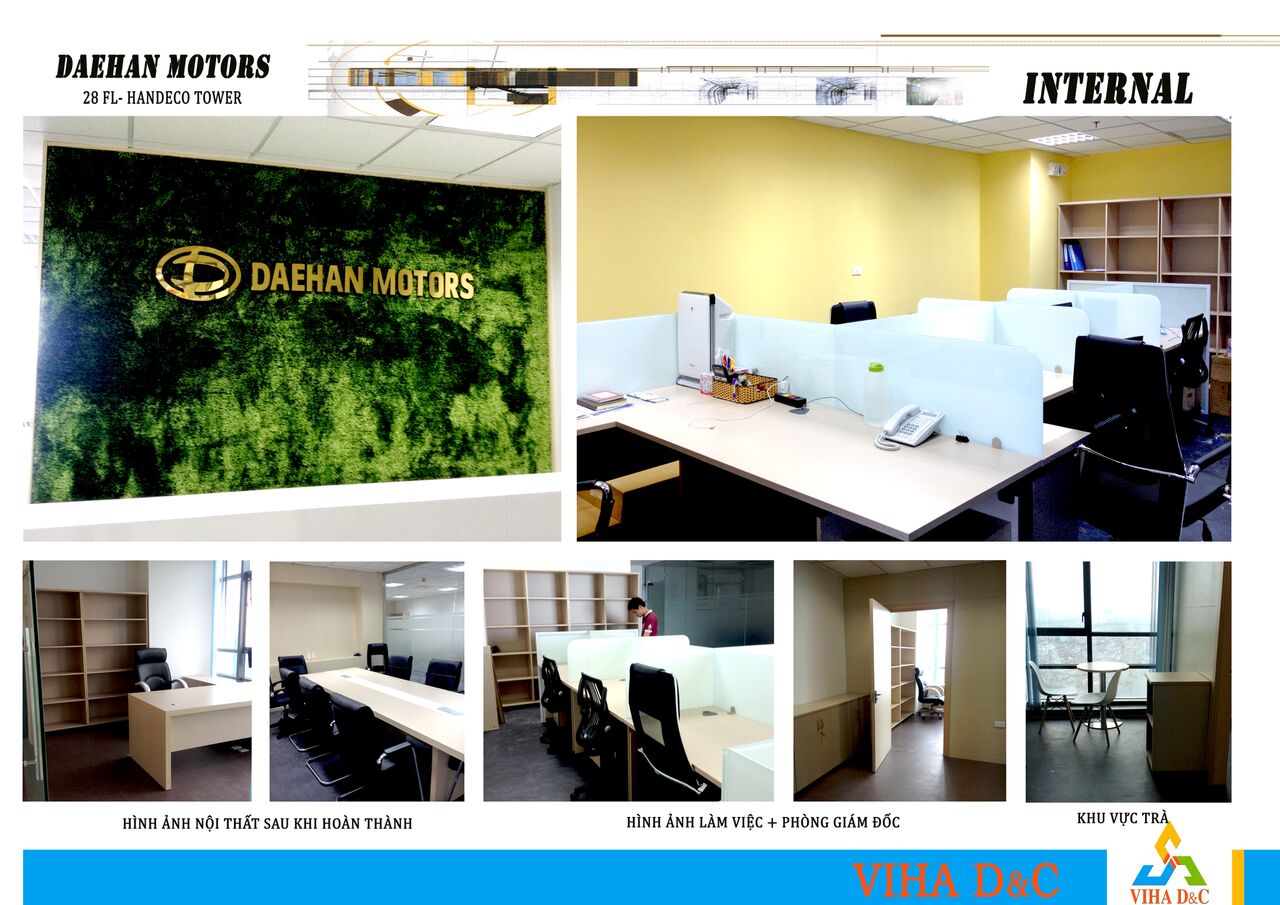 DAEHAN MOTORS
28 FL- HANDECO TOWER
INTERNAL
DAEHAN MOTORS
HÌNH ẢNH NỘI THẤT SAU KHI HOÀN THÀNH
HÌNH ẢNH LÀM VIỆC + PHÒNG GIÁM ĐỐC
KHU VỰC TRÀ
VIHA D&C
VIHA D&C